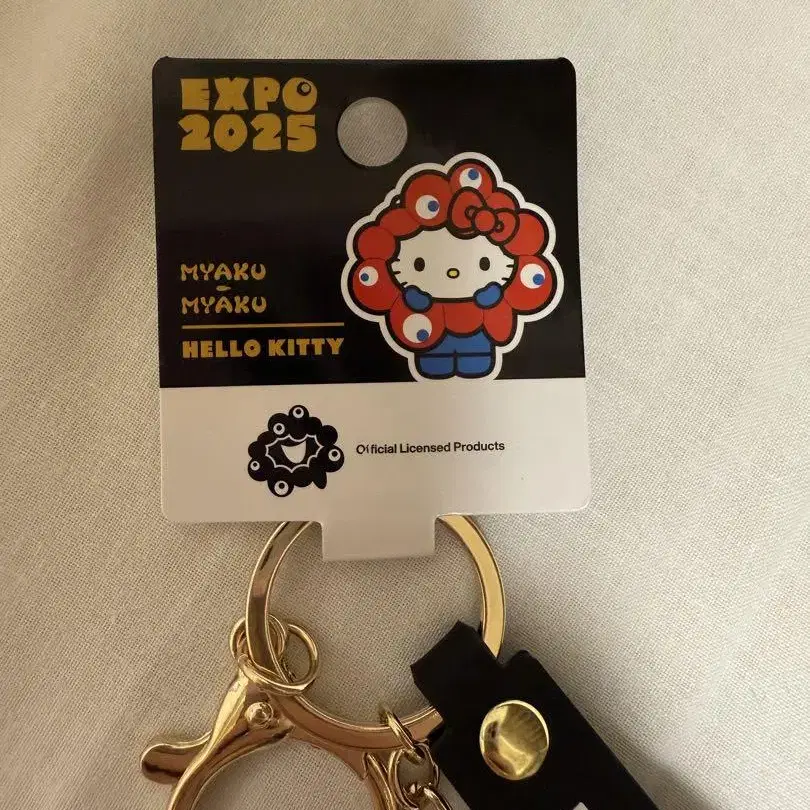 EXPO
2025
MYAKU
-
MYAKU
HELLO KITTY
Official Licensed Products